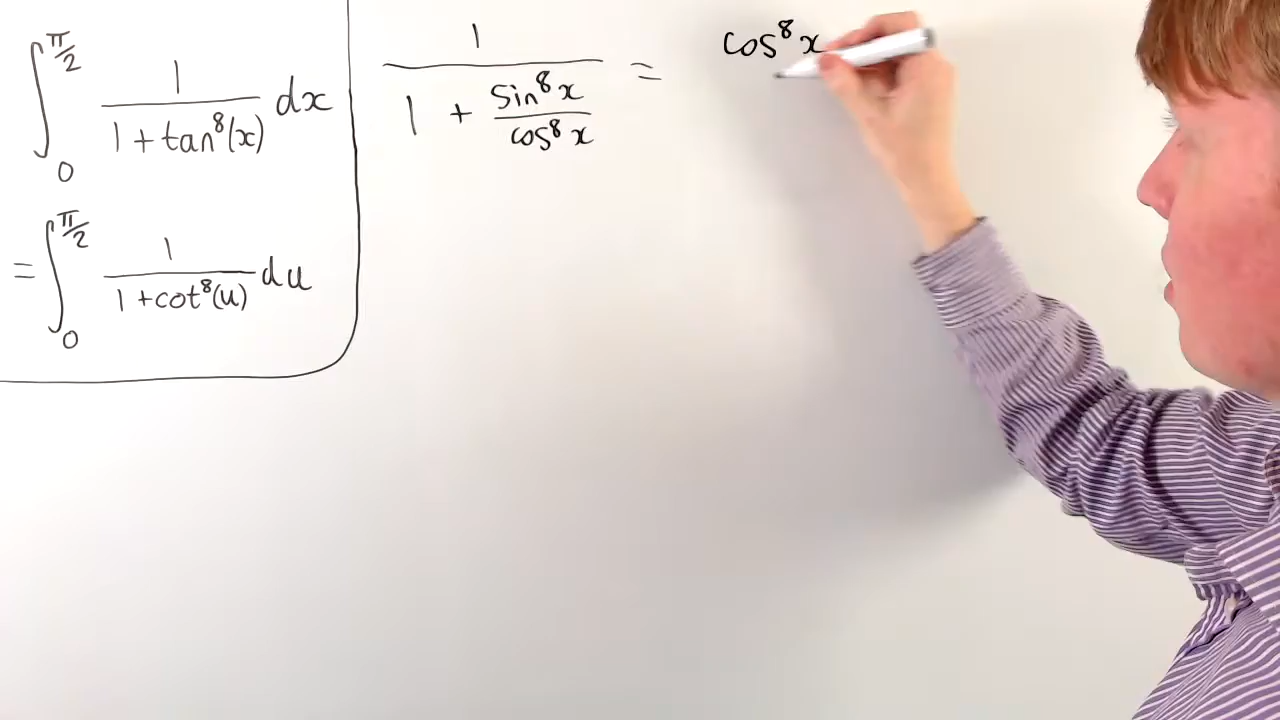 ∫₀^{π/2} 1/(1 + tan⁸(x)) dx
= ∫₀^{π/2} 1/(1 + cot⁸(u)) du
1/(1 + sin⁸x/cos⁸x) = cos⁸x